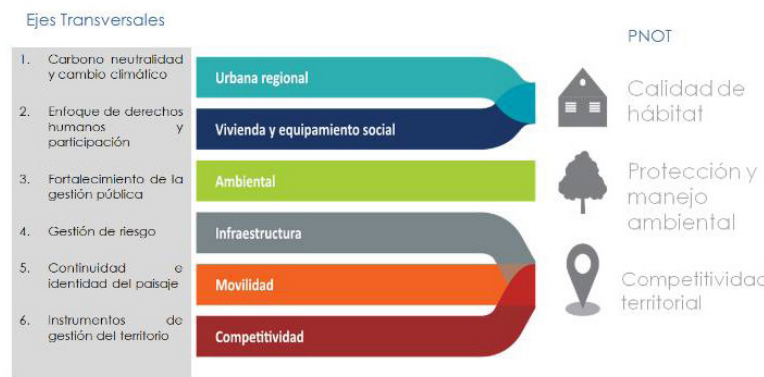 Ejes Transversales
1. Carbono neutralidad
y cambio climático
2. Enfoque de derechos
humanos y
participación
3. Fortalecimiento de la
gestión pública
4. Gestión de riesgo
5. Continuidad e
identidad del paisaje
6. Instrumentos de
gestión del territorio
Urbana regional
Vivienda y equipamiento social
Ambiental
Infraestructura
Movilidad
Competitividad
PNOT
Calidad de
hábitat
Protección y
manejo
ambiental
Competitividad
territorial